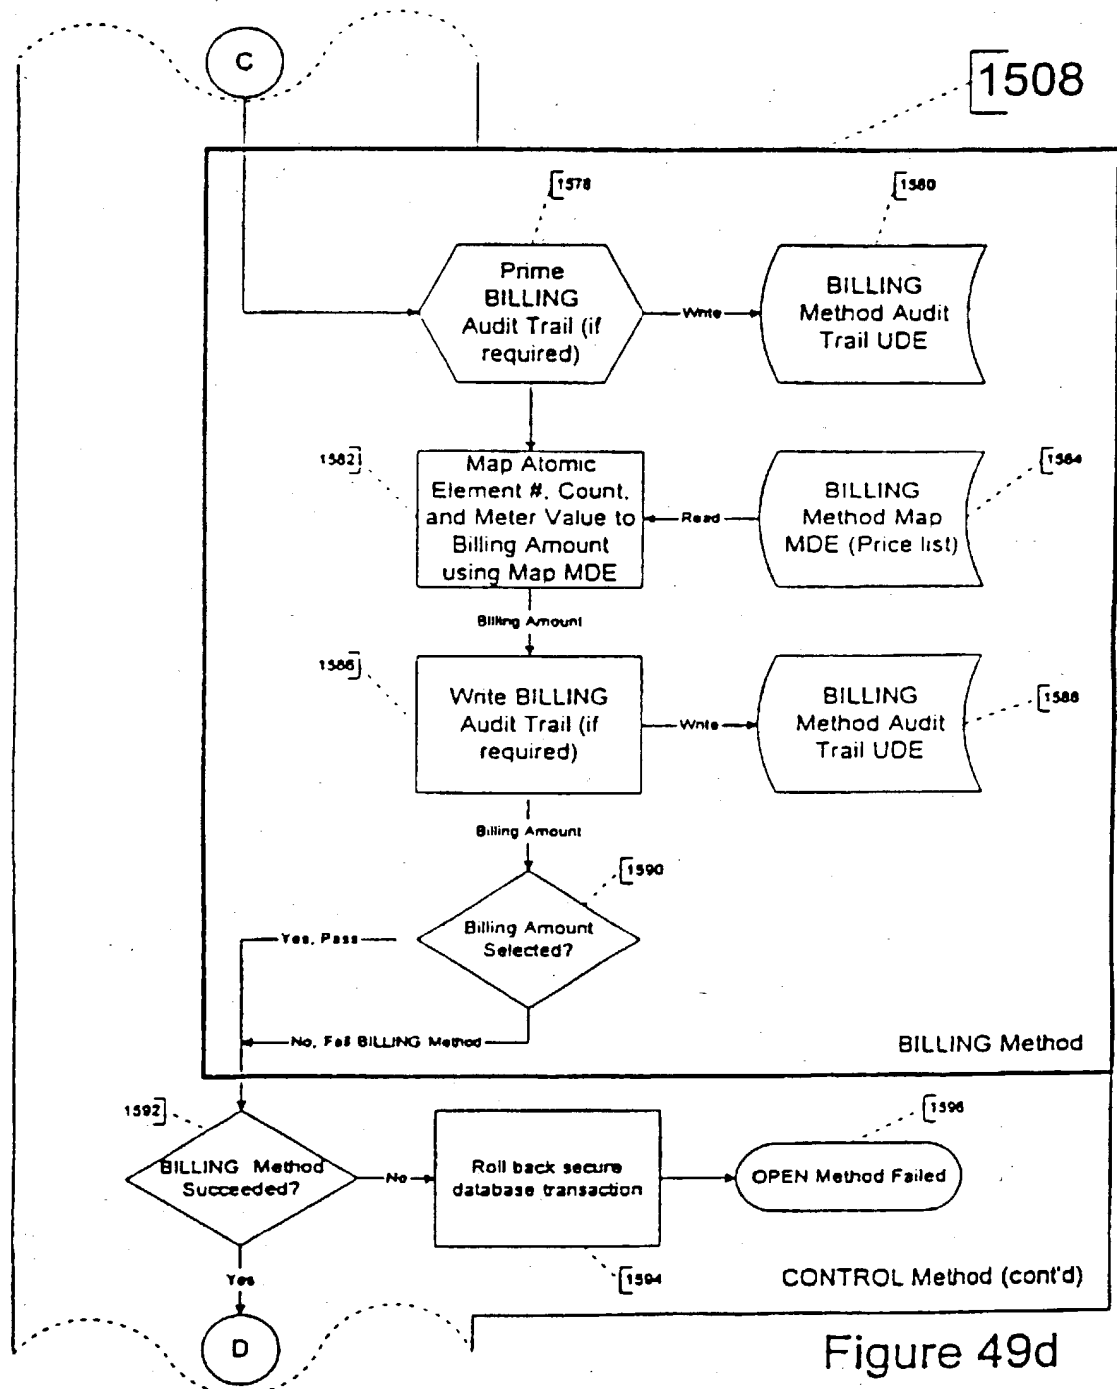 C
1508
1578
1580
Prime
BILLING
Audit Trail (if
required)
Write
BILLING
Method Audit
Trail UDE
1582
1584
Map Atomic
Element #, Count,
and Meter Value to
Billing Amount
using Map MDE
Read
BILLING
Method Map
MDE (Price list)
Billing Amount
1586
1588
Write BILLING
Audit Trail (if
required)
Write
BILLING
Method Audit
Trail UDE
Billing Amount
1590
Billing Amount
Selected?
Yes, Pass
No, Fail BILLING Method
BILLING Method
1592
1596
BILLING Method
Succeeded?
No
Roll back secure
database transaction
OPEN Method Failed
Yes
1594
CONTROL Method (cont'd)
D
Figure 49d